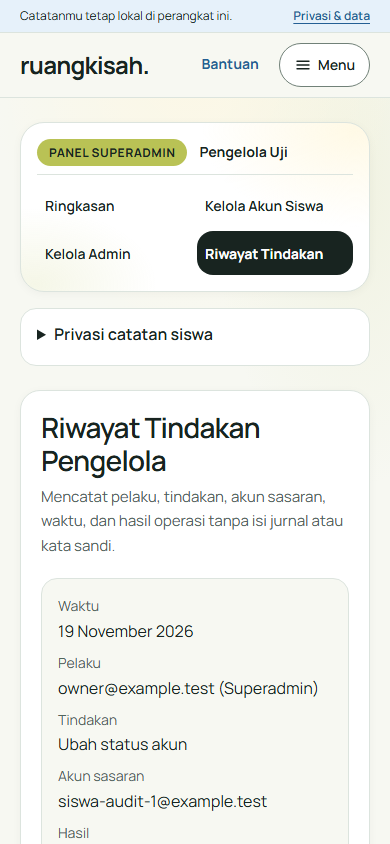 Catatanmu tetap lokal di perangkat ini.
Privasi & data
ruangkisah.
Bantuan
Menu
PANEL SUPERADMIN
Pengelola Uji
Ringkasan
Kelola Akun Siswa
Kelola Admin
Riwayat Tindakan
Privasi catatan siswa
Riwayat Tindakan
Pengelola
Mencatat pelaku, tindakan, akun sasaran,
waktu, dan hasil operasi tanpa isi jurnal atau
kata sandi.
Waktu
19 November 2026
Pelaku
owner@example.test (Superadmin)
Tindakan
Ubah status akun
Akun sasaran
siswa-audit-1@example.test
Hasil